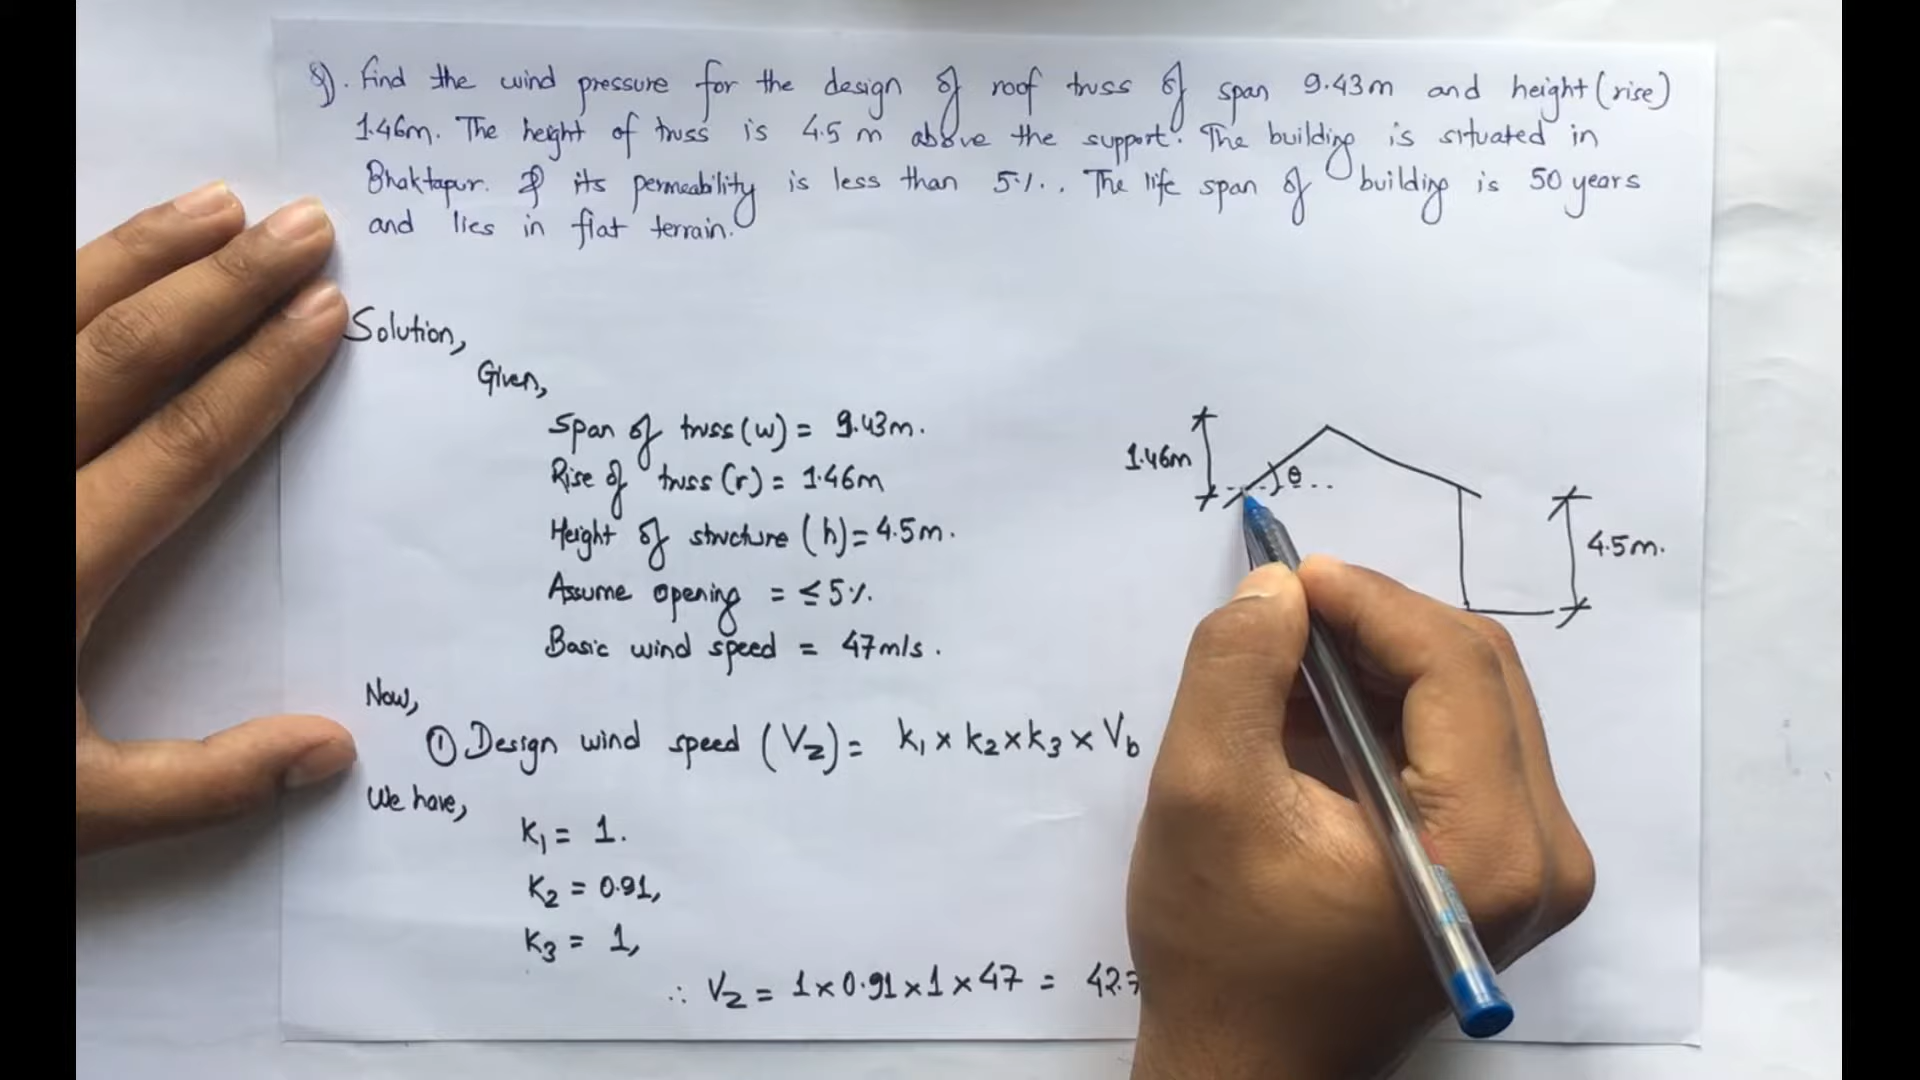 Q). Find the wind pressure for the design of roof truss of span 9.43m and height (rise)
1.46m. The height of truss is 4.5 m above the support. The building is situated in
Bhaktapur. & its permeability is less than 5%.. The life span of building is 50 years
and lies in flat terrain.
Solution,
Given,
Span of truss (w) = 9.43m.
Rise of truss (r) = 1.46m
Height of structure (h) = 4.5m.
Assume opening = ≤ 5%.
Basic wind speed = 47m/s.
1.46m
θ
4.5m.
Now,
① Design wind speed (Vz) = k1 × k2 × k3 × Vb
We have,
K1 = 1.
K2 = 0.91,
K3 = 1,
∴ Vz = 1 × 0.91 × 1 × 47 = 42.7